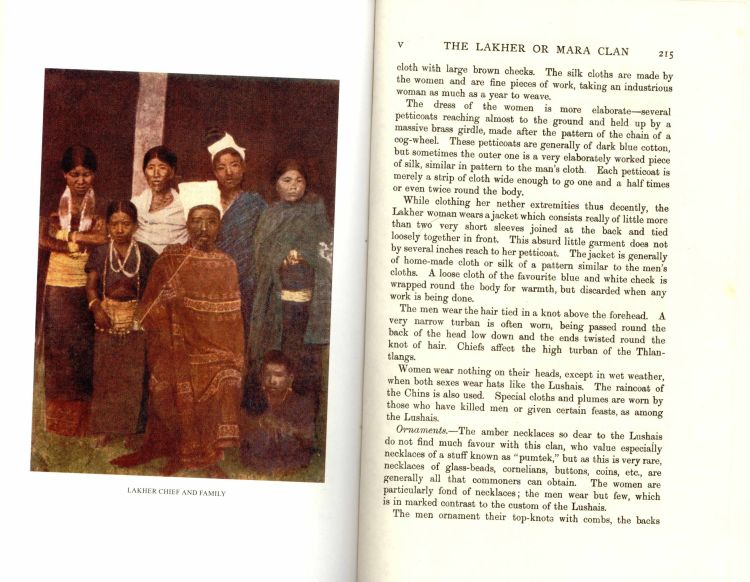 LAKHER CHIEF AND FAMILY
V THE LAKHER OR MARA CLAN 215
cloth with large brown checks. The silk cloths are made by
the women and are fine pieces of work, taking an industrious
woman as much as a year to weave.
The dress of the women is more elaborate—several
petticoats reaching almost to the ground and held up by a
massive brass girdle, made after the pattern of the chain of a
cog-wheel. These petticoats are generally of dark blue cotton,
but sometimes the outer one is a very elaborately worked piece
of silk, similar in pattern to the man's cloth. Each petticoat is
merely a strip of cloth wide enough to go one and a half times
or even twice round the body.
While clothing her nether extremities thus decently, the
Lakher woman wears a jacket which consists really of little more
than two very short sleeves joined at the back and tied
loosely together in front. This absurd little garment does not
by several inches reach to her petticoat. The jacket is generally
of home-made cloth or silk of a pattern similar to the men's
cloths. A loose cloth of the favourite blue and white check is
wrapped round the body for warmth, but discarded when any
work is being done.
The men wear the hair tied in a knot above the forehead. A
very narrow turban is often worn, being passed round the
back of the head low down and the ends twisted round the
knot of hair. Chiefs affect the high turban of the Thlan-
tlangs.
Women wear nothing on their heads, except in wet weather,
when both sexes wear hats like the Lushais. The raincoat of
the Chins is also used. Special cloths and plumes are worn by
those who have killed men or given certain feasts, as among
the Lushais.
Ornaments.—The amber necklaces so dear to the Lushais
do not find much favour with this clan, who value especially
necklaces of a stuff known as "pumtek," but as this is very rare,
necklaces of glass-beads, cornelians, buttons, coins, etc., are
generally all that commoners can obtain. The women are
particularly fond of necklaces; the men wear but few, which
is in marked contrast to the custom of the Lushais.
The men ornament their top-knots with combs, the backs